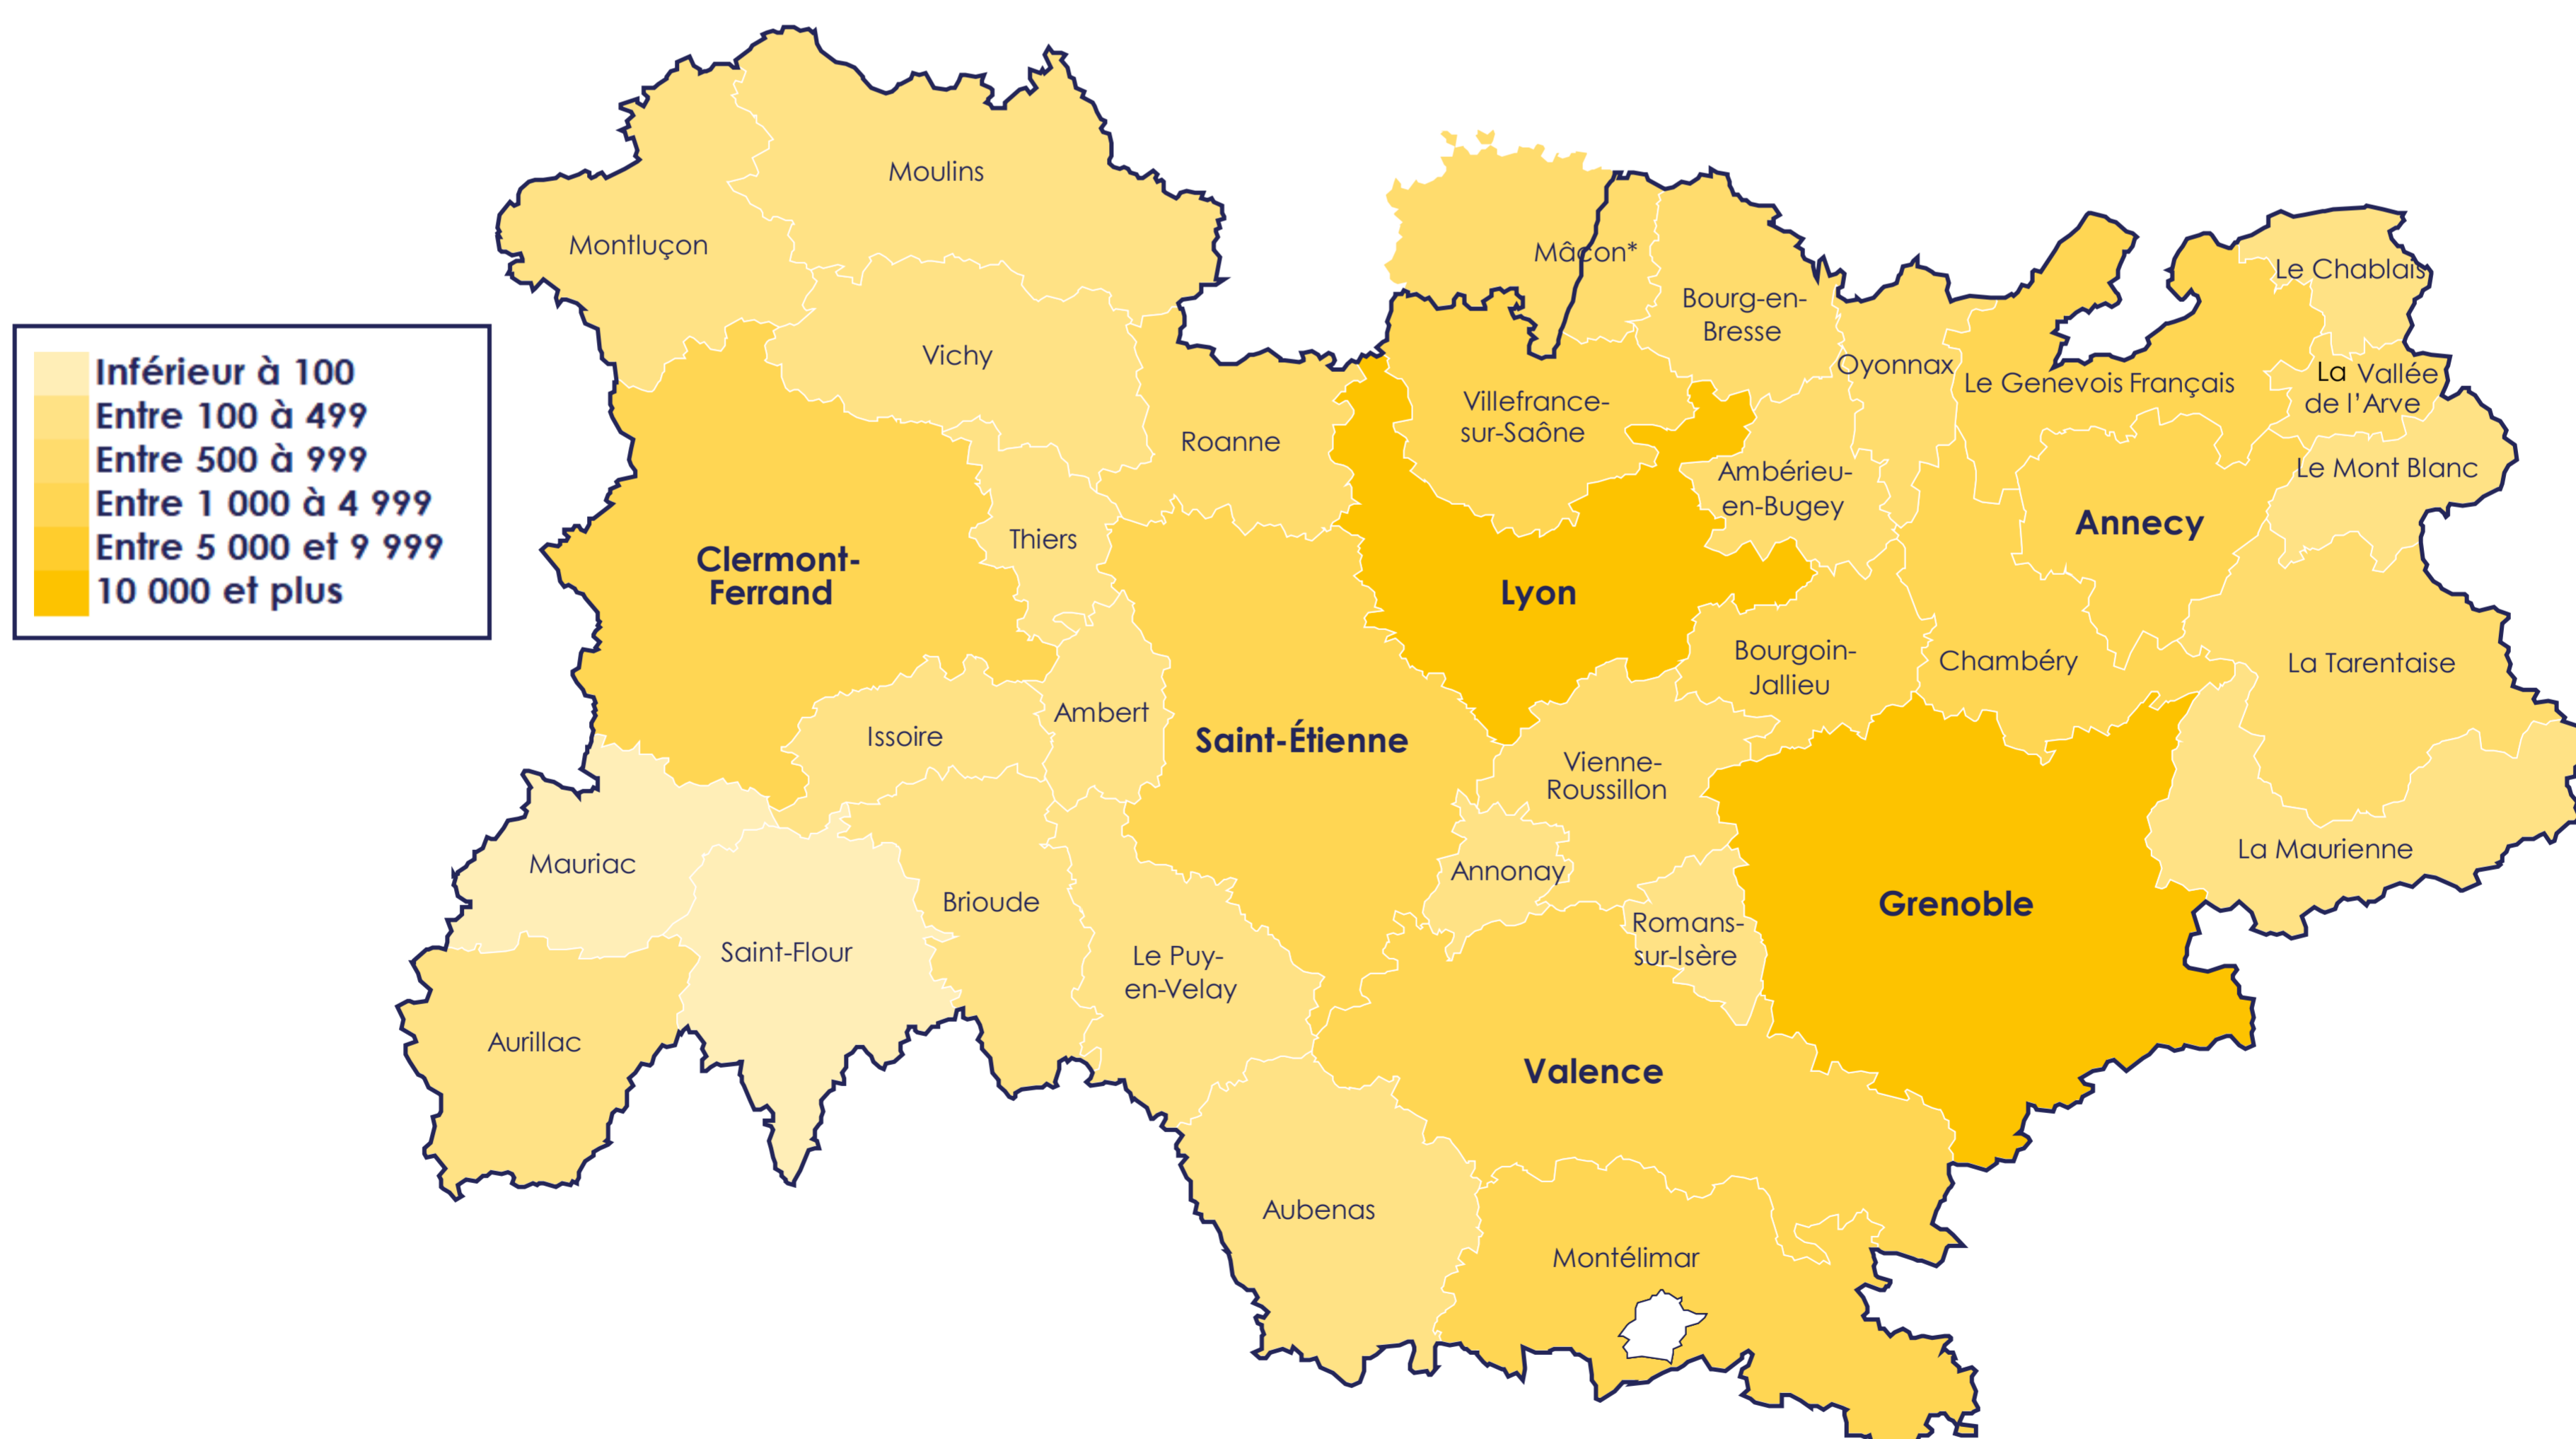 Inférieur à 100
Entre 100 à 499
Entre 500 à 999
Entre 1 000 à 4 999
Entre 5 000 et 9 999
10 000 et plus
Moulins
Montluçon
Mâcon*
Le Chablais
Bourg-en-
Bresse
Vichy
Oyonnax
Le Genevois Français
La Vallée
de l'Arve
Villefrance-
sur-Saône
Roanne
Le Mont Blanc
Ambérieu-
en-Bugey
Annecy
Thiers
Clermont-
Ferrand
Lyon
Bourgoin-
Jallieu
Chambéry
La Tarentaise
Ambert
Issoire
Saint-Étienne
Vienne-
Roussillon
La Maurienne
Mauriac
Annonay
Brioude
Grenoble
Romans-
sur-Isère
Saint-Flour
Le Puy-
en-Velay
Aurillac
Valence
Aubenas
Montélimar